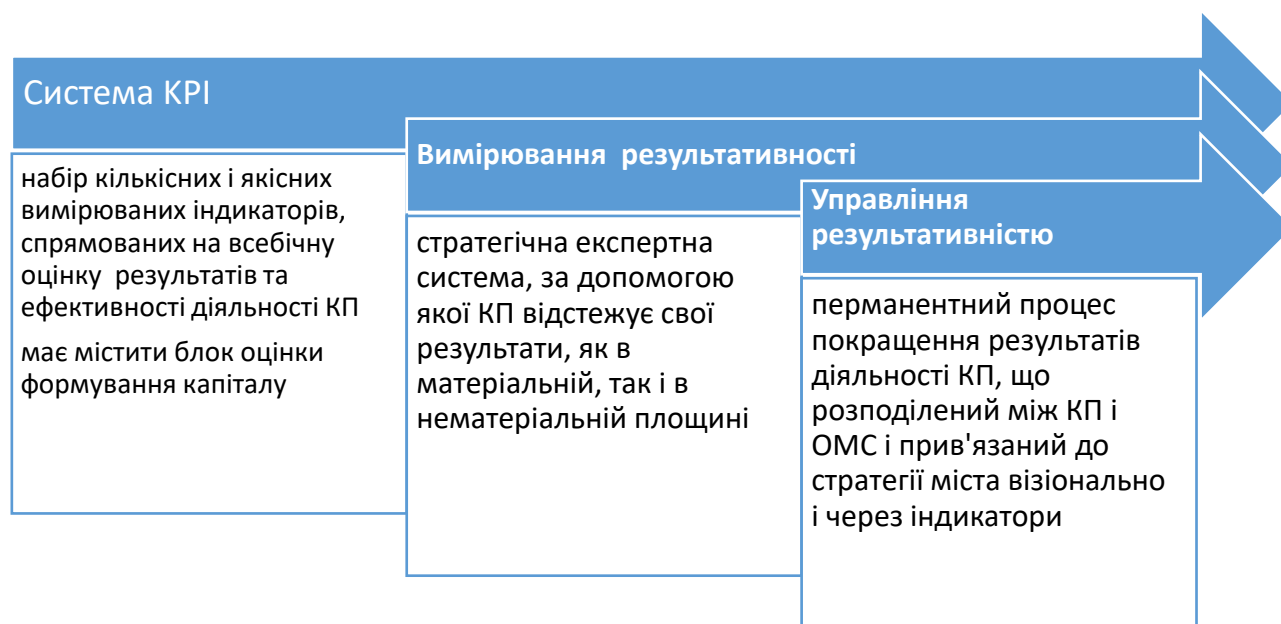 Система KPI
набір кількісних і якісних
вимірюваних індикаторів,
спрямованих на всебічну
оцінку результатів та
ефективності діяльності КП
має містити блок оцінки
формування капіталу
Вимірювання результативності
стратегічна експертна
система, за допомогою
якої КП відстежує свої
результати, як в
матеріальній, так і в
нематеріальній площині
Управління
результативністю
перманентний процес
покращення результатів
діяльності КП, що
розподілений між КП і
ОМС і прив'язаний до
стратегії міста візіонально
і через індикатори